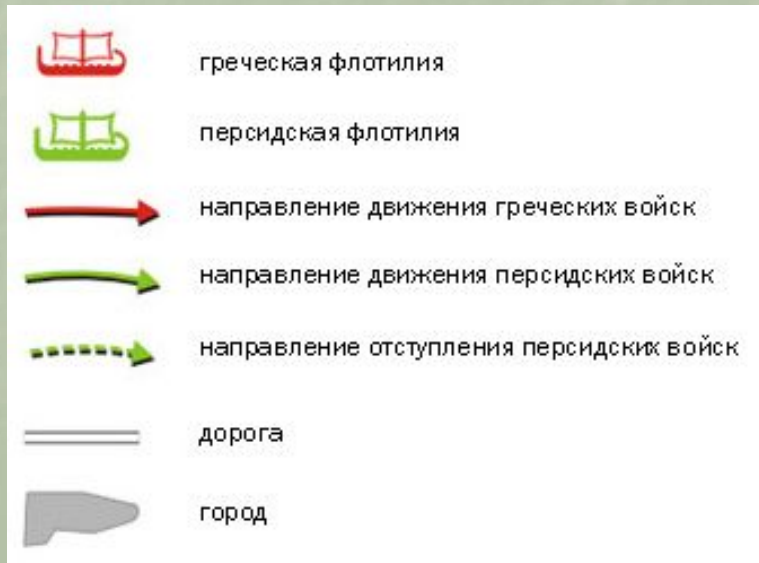 греческая флотилия
персидская флотилия
направление движения греческих войск
направление движения персидских войск
направление отступления персидских войск
дорога
город